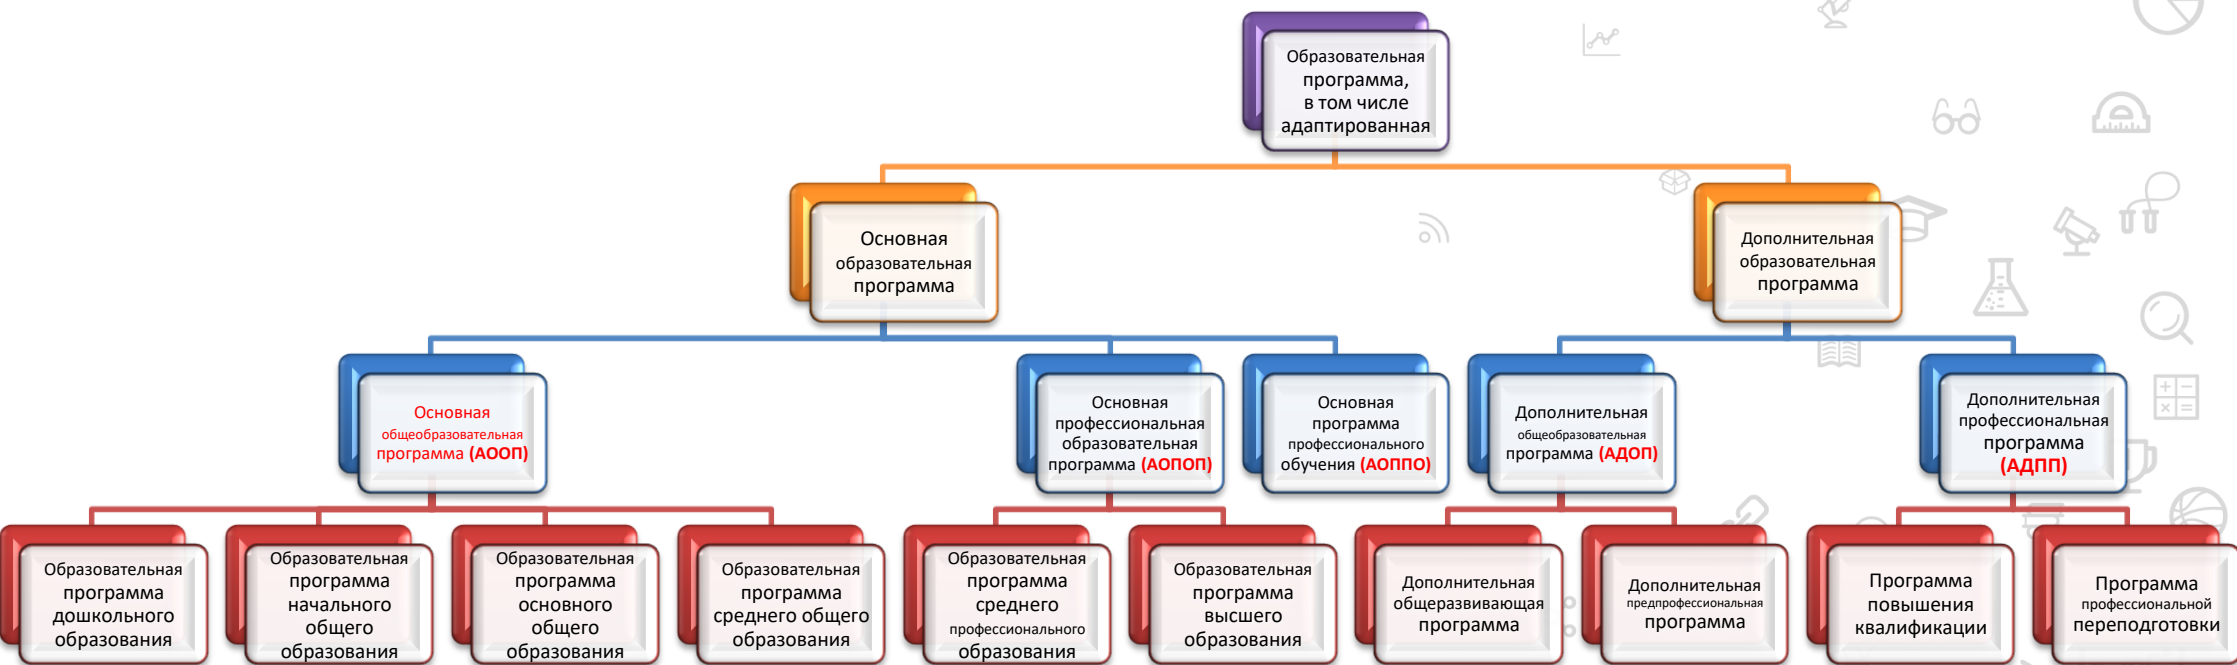 Образовательная
программа,
в том числе
адаптированная
Основная
образовательная
программа
Дополнительная
образовательная
программа
Основная
общеобразовательная
программа (АООП)
Основная
профессиональная
образовательная
программа (АОПОП)
Основная
программа
профессионального
обучения (АОППО)
Дополнительная
общеобразовательная
программа (АДОП)
Дополнительная
профессиональная
программа
(АДПП)
Образовательная
программа
дошкольного
образования
Образовательная
программа
начального
общего
образования
Образовательная
программа
основного
общего
образования
Образовательная
программа
среднего общего
образования
Образовательная
программа
среднего
профессионального
образования
Образовательная
программа
высшего
образования
Дополнительная
общеразвивающая
программа
Дополнительная
предпрофессиональная
программа
Программа
повышения
квалификации
Программа
профессиональной
переподготовки